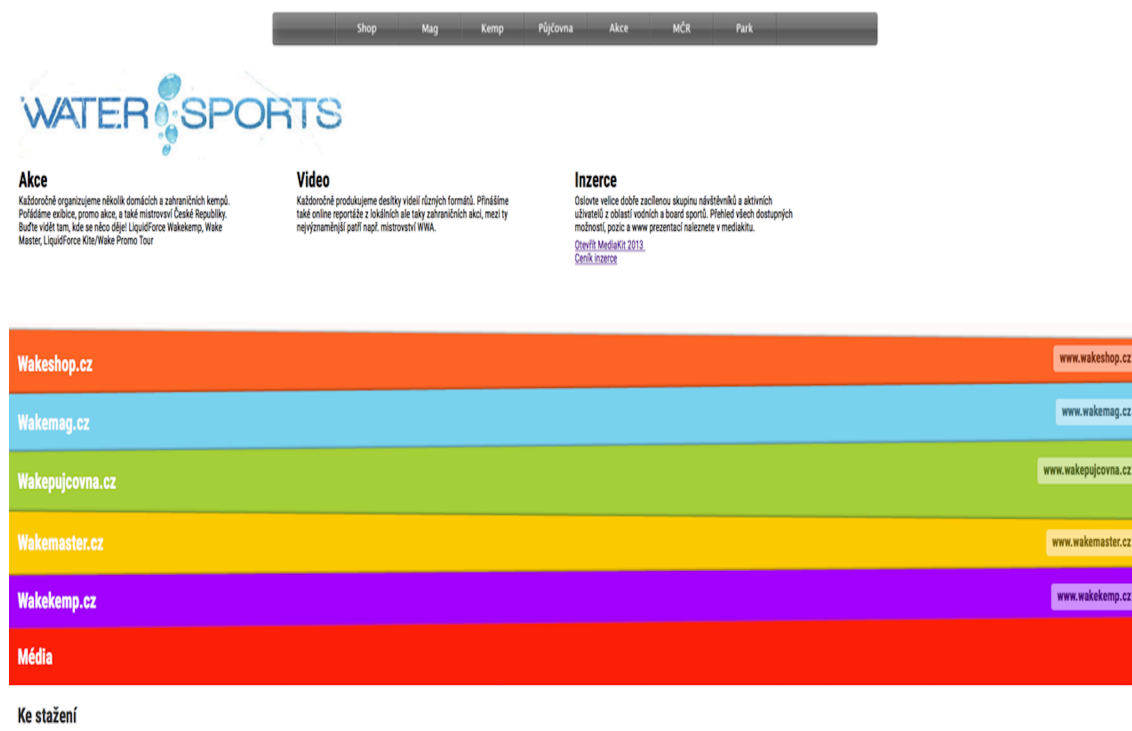 Shop Mag Kemp Půjčovna Akce MČR Park
WATER SPORTS
Akce
Každoročně organizujeme několik domácích a zahraničních kempů.
Pořádáme exibice, promo akce, a také mistrovsví České Republiky.
Buďte vidět tam, kde se něco děje! LiquidForce Wakekemp, Wake
Master, LiquidForce Kite/Wake Promo Tour
Video
Každoročně produkujeme desítky videií různých formátů. Přinášíme
také online reportáže z lokálních ale taky zahraničních akci, mezi ty
nejvýznamnější patří např. mistrovství WWA.
Inzerce
Oslovte velice dobře zacílenou skupinu návštěvníků a aktivních
uživatelů z oblastí vodních a board sportů. Přehled všech dostupných
možností, pozic a www prezentací naleznete v mediakitu.
Otevřít MediaKit 2013
Ceník inzerce
Wakeshop.cz
www.wakeshop.cz
Wakemag.cz
www.wakemag.cz
Wakepujcovna.cz
www.wakepujcovna.cz
Wakemaster.cz
www.wakemaster.cz
Wakekemp.cz
www.wakekemp.cz
Média
Ke stažení